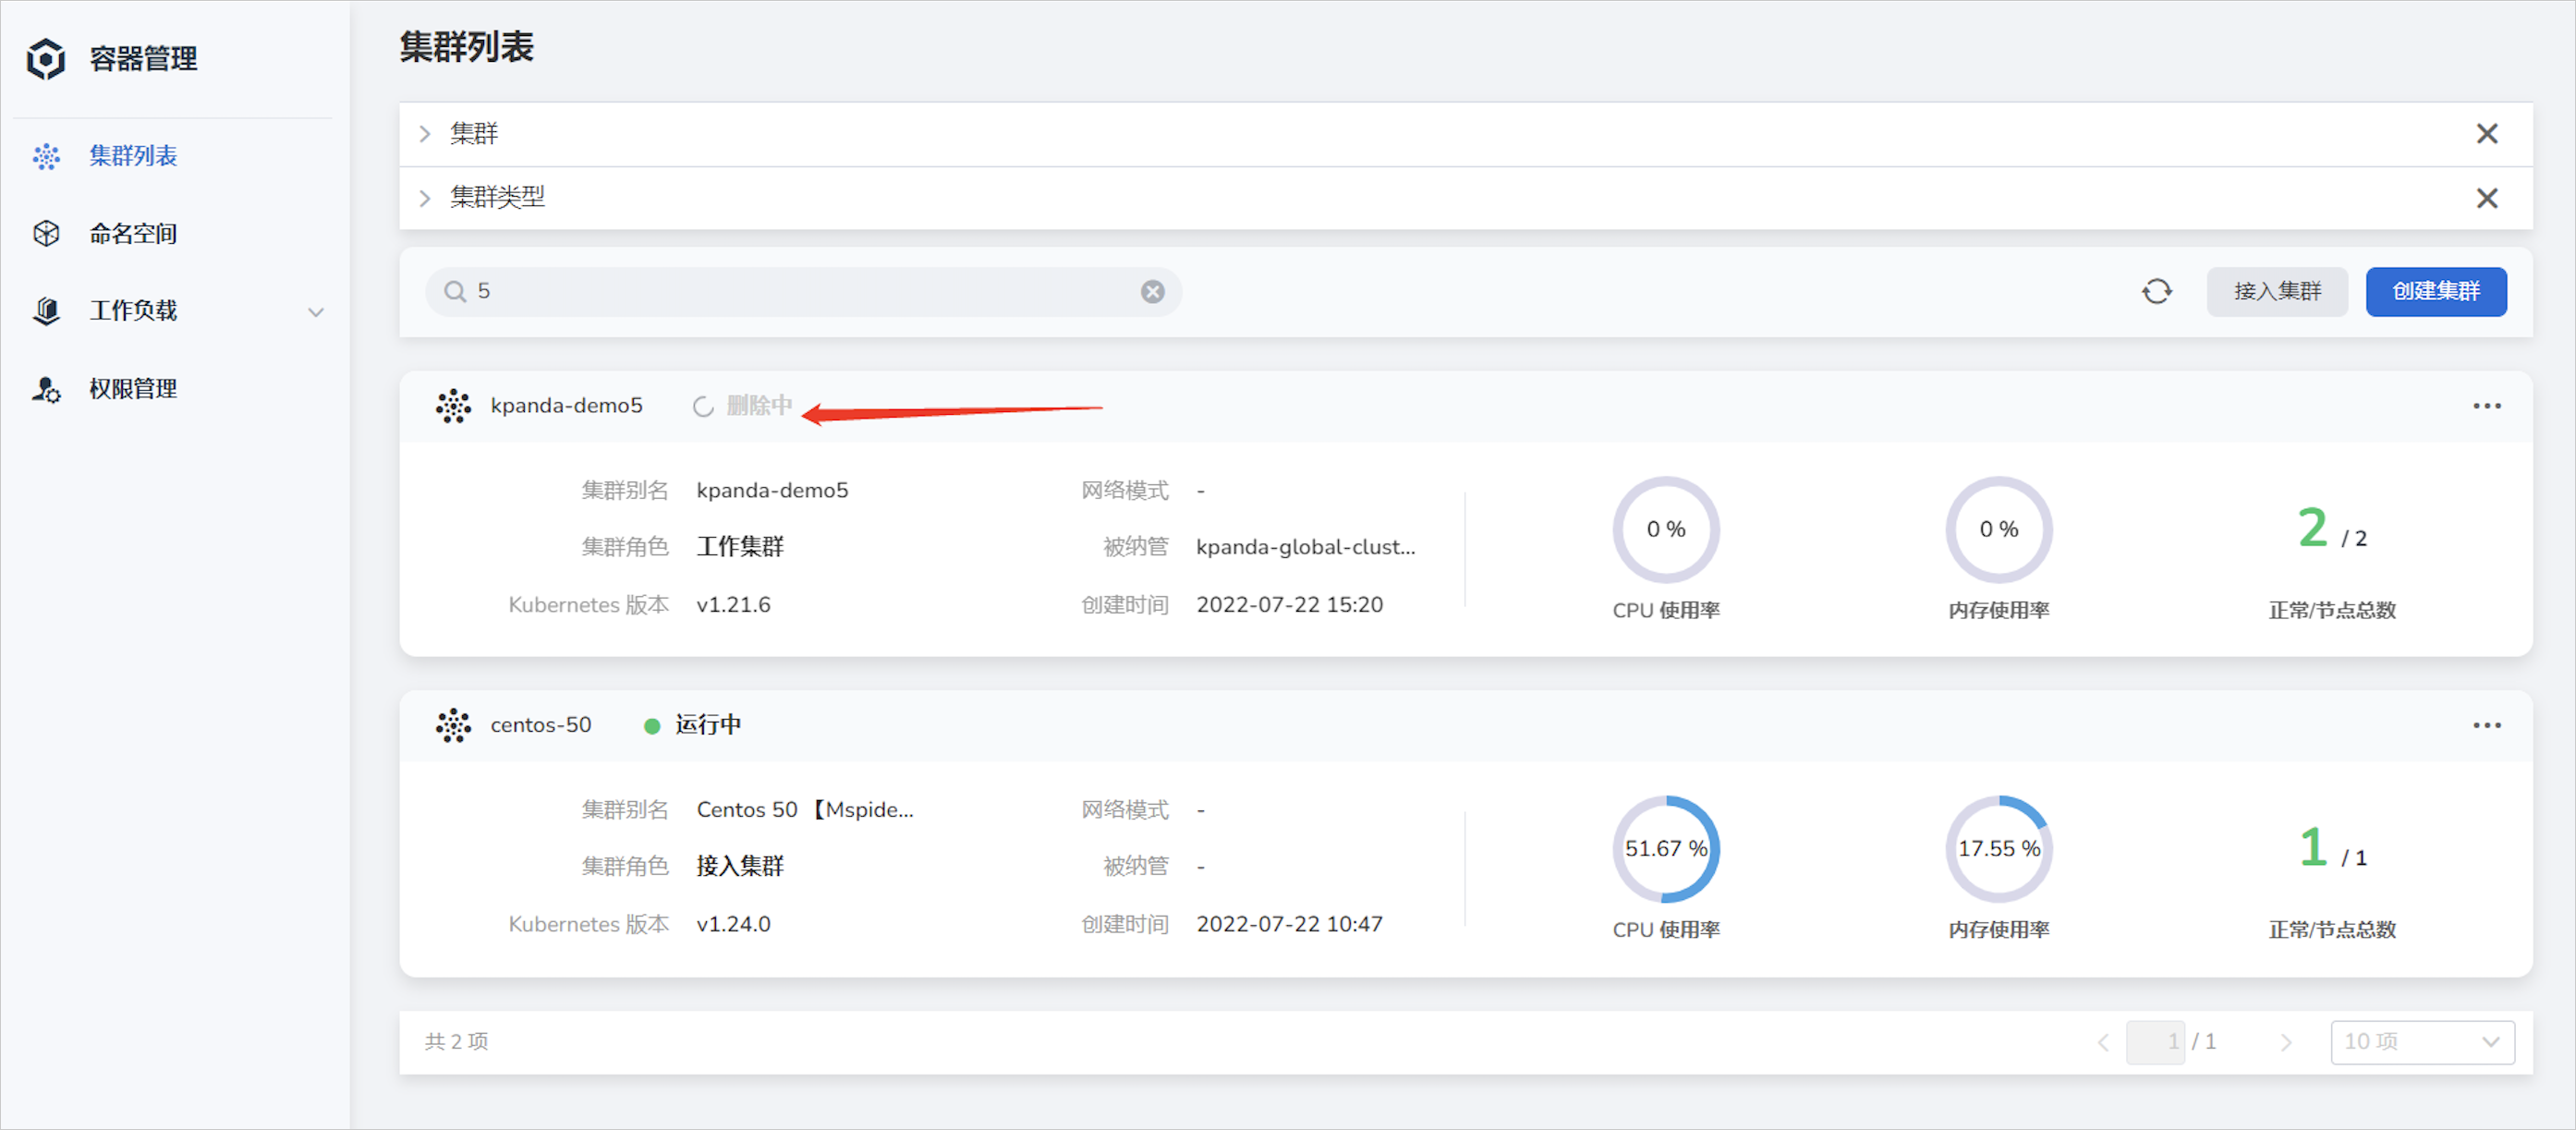 容器管理
集群列表
命名空间
工作负载
权限管理
集群列表
集群
集群类型
5
接入集群
创建集群
kpanda-demo5
删除中
集群别名 kpanda-demo5
网络模式 -
集群角色 工作集群
被纳管 kpanda-global-clust...
Kubernetes 版本 v1.21.6
创建时间 2022-07-22 15:20
0 %
CPU 使用率
0 %
内存使用率
2 / 2
正常/节点总数
centos-50
运行中
集群别名 Centos 50 【Mspide...
网络模式 -
集群角色 接入集群
被纳管 -
Kubernetes 版本 v1.24.0
创建时间 2022-07-22 10:47
51.67 %
CPU 使用率
17.55 %
内存使用率
1 / 1
正常/节点总数
共 2 项
1 / 1
10 项